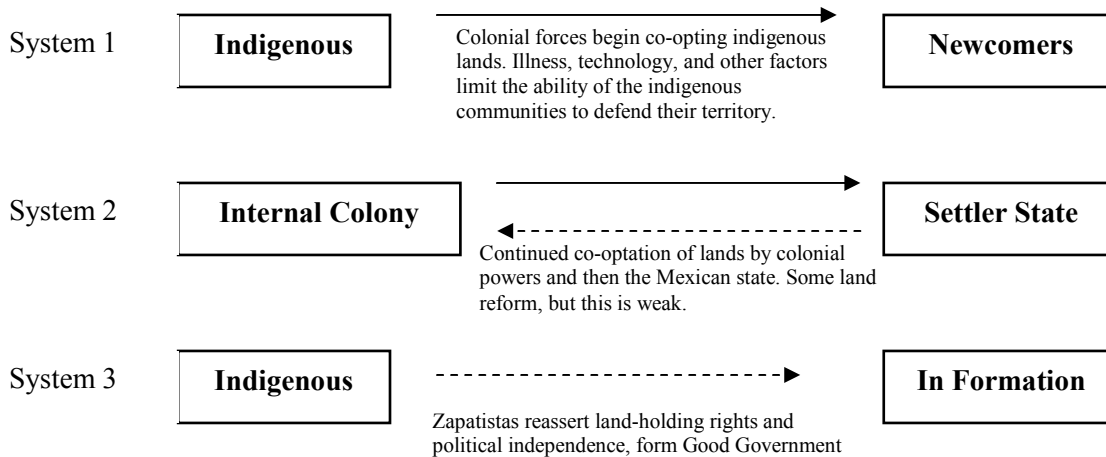 System 1
Indigenous
Newcomers
Colonial forces begin co-opting indigenous
lands. Illness, technology, and other factors
limit the ability of the indigenous
communities to defend their territory.
System 2
Internal Colony
Settler State
Continued co-optation of lands by colonial
powers and then the Mexican state. Some land
reform, but this is weak.
System 3
Indigenous
In Formation
Zapatistas reassert land-holding rights and
political independence, form Good Government